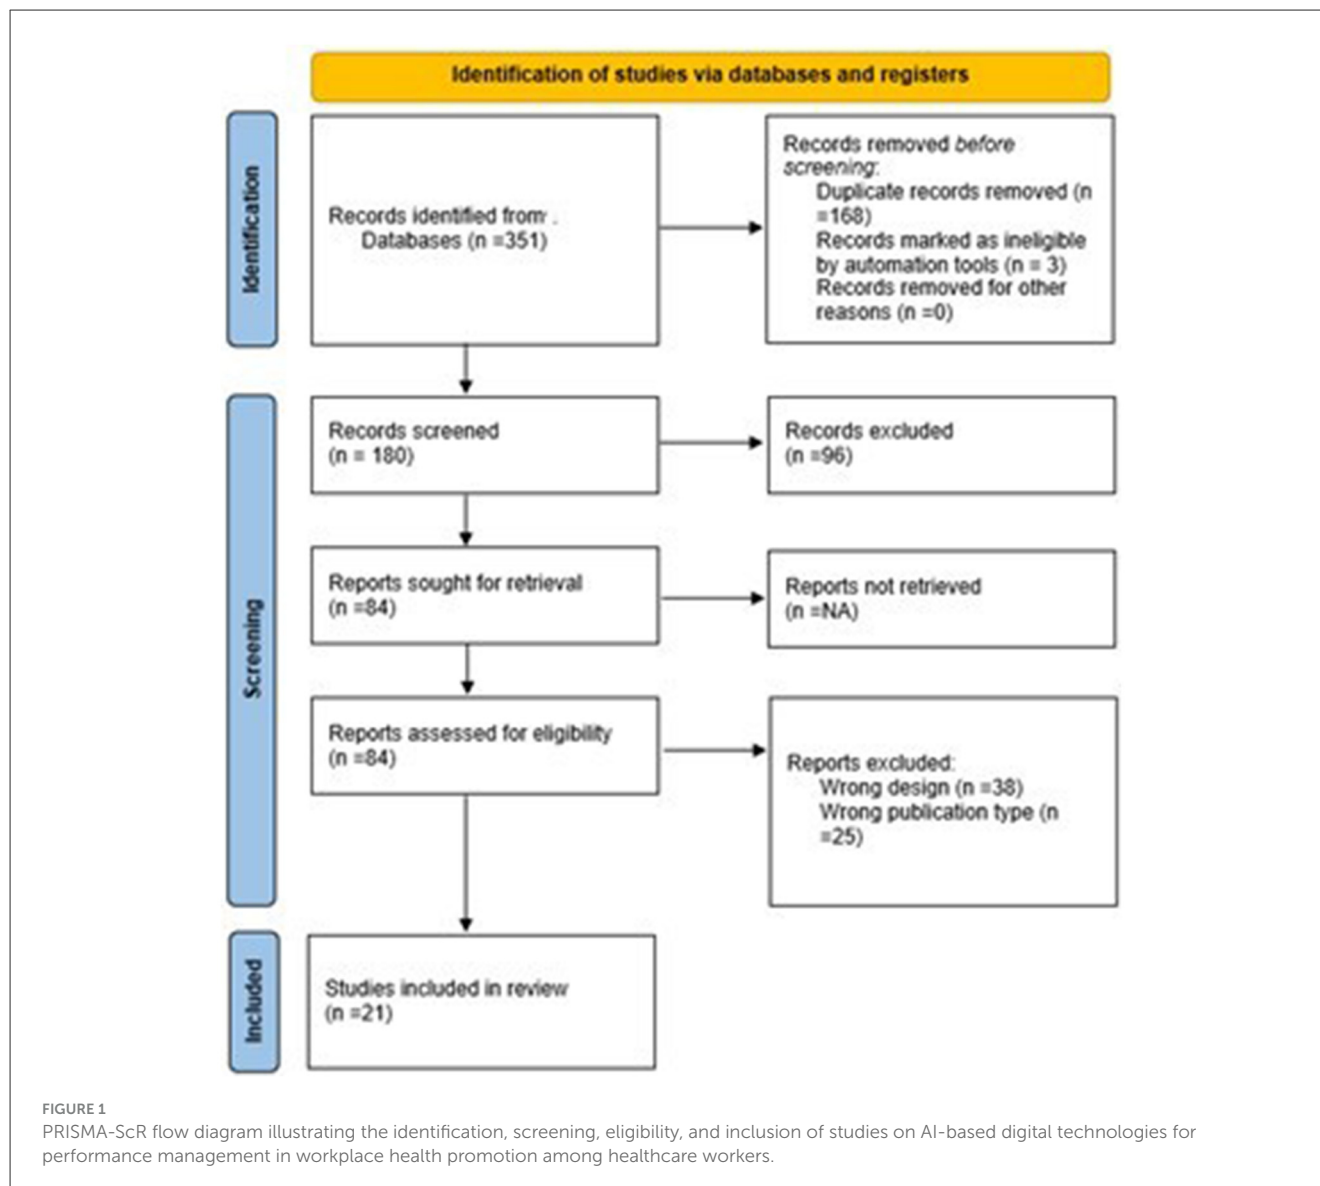 Identification of studies via databases and registers
Identification
Records identified from .
Databases (n =351)
Records removed before
screening:
Duplicate records removed (n
=168)
Records marked as ineligible
by automation tools (n = 3)
Records removed for other
reasons (n =0)
Screening
Records screened
(n = 180)
Records excluded
(n =96)
Reports sought for retrieval
(n =84)
Reports not retrieved
(n =NA)
Reports assessed for eligibility
(n =84)
Reports excluded:
Wrong design (n =38)
Wrong publication type (n
=25)
Included
Studies included in review
(n =21)
FIGURE 1
PRISMA-ScR flow diagram illustrating the identification, screening, eligibility, and inclusion of studies on AI-based digital technologies for
performance management in workplace health promotion among healthcare workers.